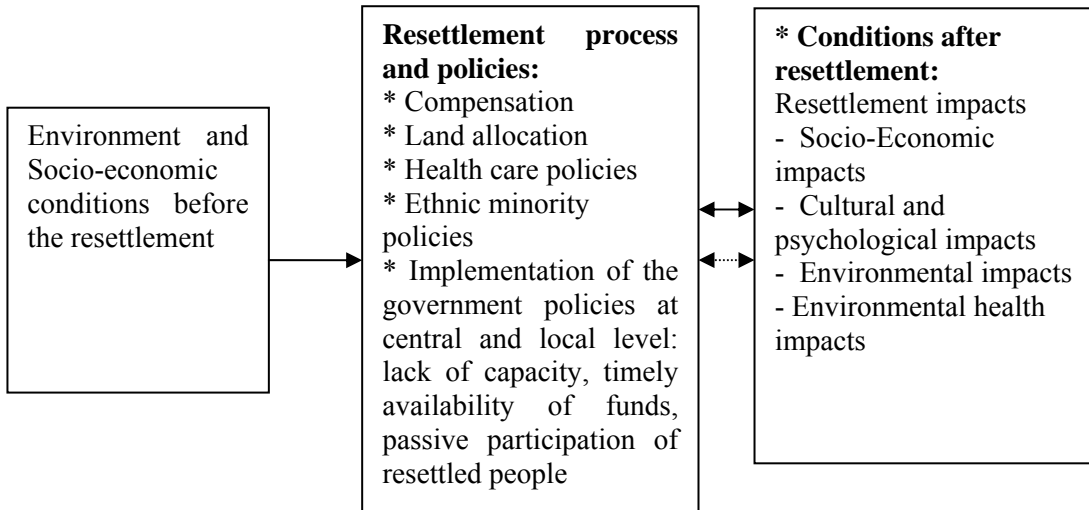 Environment and
Socio-economic
conditions before
the resettlement
Resettlement process
and policies:
* Compensation
* Land allocation
* Health care policies
* Ethnic minority
policies
* Implementation of the
government policies at
central and local level:
lack of capacity, timely
availability of funds,
passive participation of
resettled people
* Conditions after
resettlement:
Resettlement impacts
- Socio-Economic
impacts
- Cultural and
psychological impacts
- Environmental impacts
- Environmental health
impacts